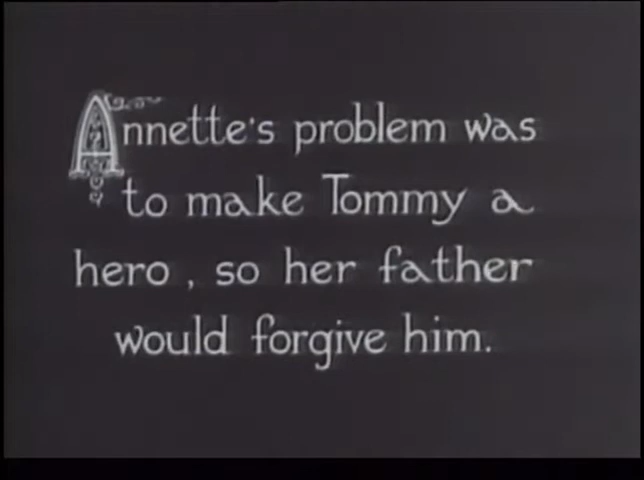 Annette's problem was
to make Tommy a
hero, so her father
would forgive him.